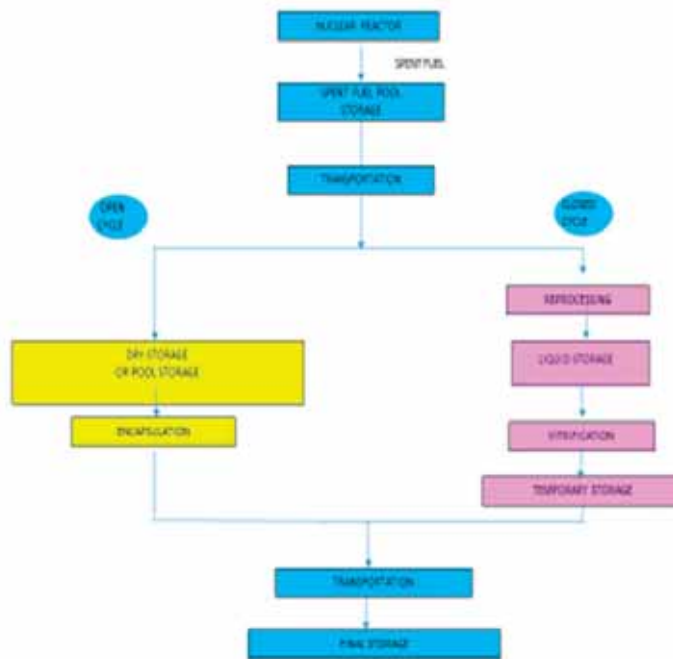 NUCLEAR REACTOR
SPENT FUEL
SPENT FUEL POOL
STORAGE
TRANSPORTATION
OPEN
CYCLE
CLOSED
CYCLE
REPROCESSING
DRY STORAGE
OR POOL STORAGE
LIQUID STORAGE
ENCAPSULATION
VITRIFICATION
TEMPORARY STORAGE
TRANSPORTATION
FINAL STORAGE